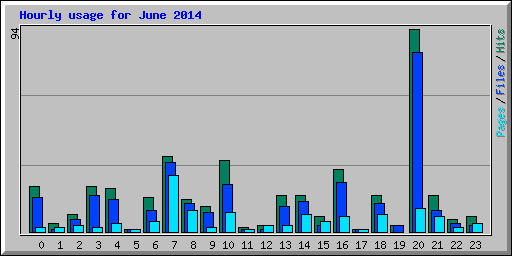 Hourly usage for June 2014
94
Pages/Files/Hits
0 1 2 3 4 5 6 7 8 9 10 11 12 13 14 15 16 17 18 19 20 21 22 23